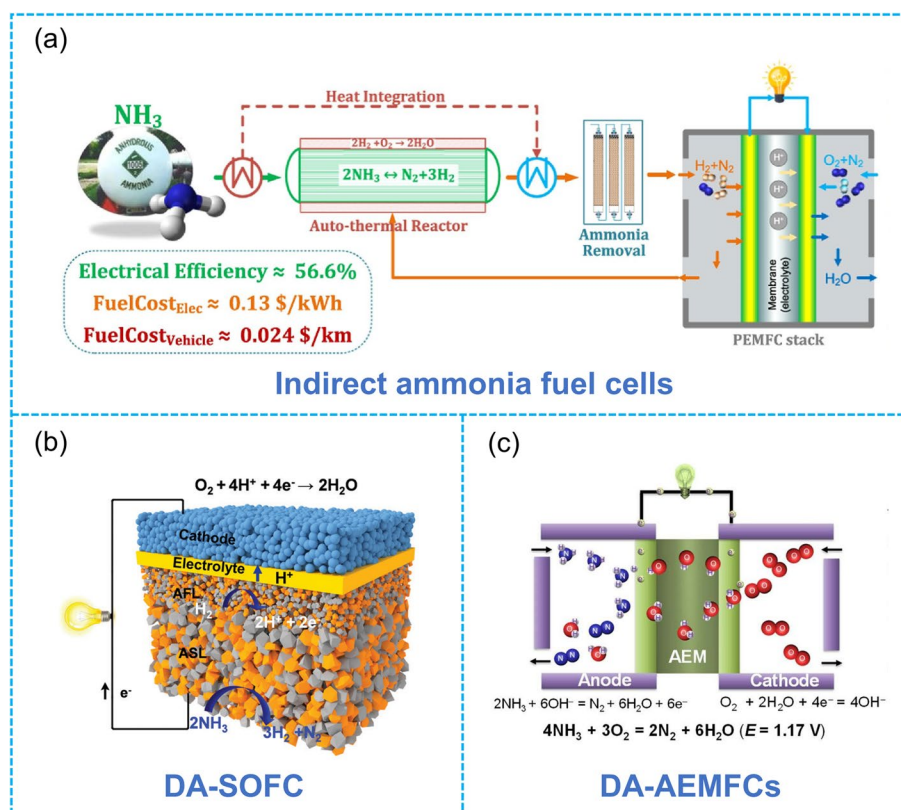 (a)
Heat Integration
NH₃
ANHYDROUS
AMMONIA
2H₂ +O₂ → 2H₂O
2NH₃ ↔ N₂+3H₂
Auto-thermal Reactor
Ammonia
Removal
H₂+N₂
O₂+N₂
H⁺
H⁺
H⁺
Membrane
(electrolyte)
H₂O
PEMFC stack
Electrical Efficiency ≈ 56.6%
FuelCostElec ≈ 0.13 $/kWh
FuelCostVehicle ≈ 0.024 $/km
Indirect ammonia fuel cells
(b)
O₂ + 4H⁺ + 4e⁻→ 2H₂O
Cathode
Electrolyte
H⁺
AFL
H₂
2H⁺ + 2e⁻
ASL
e⁻
2NH₃
3H₂ +N₂
DA-SOFC
(c)
AEM
Anode
Cathode
2NH₃ + 6OH⁻ = N₂ + 6H₂O + 6e⁻
O₂ + 2H₂O + 4e⁻ = 4OH⁻
4NH₃ + 3O₂ = 2N₂ + 6H₂O (E = 1.17 V)
DA-AEMFCs